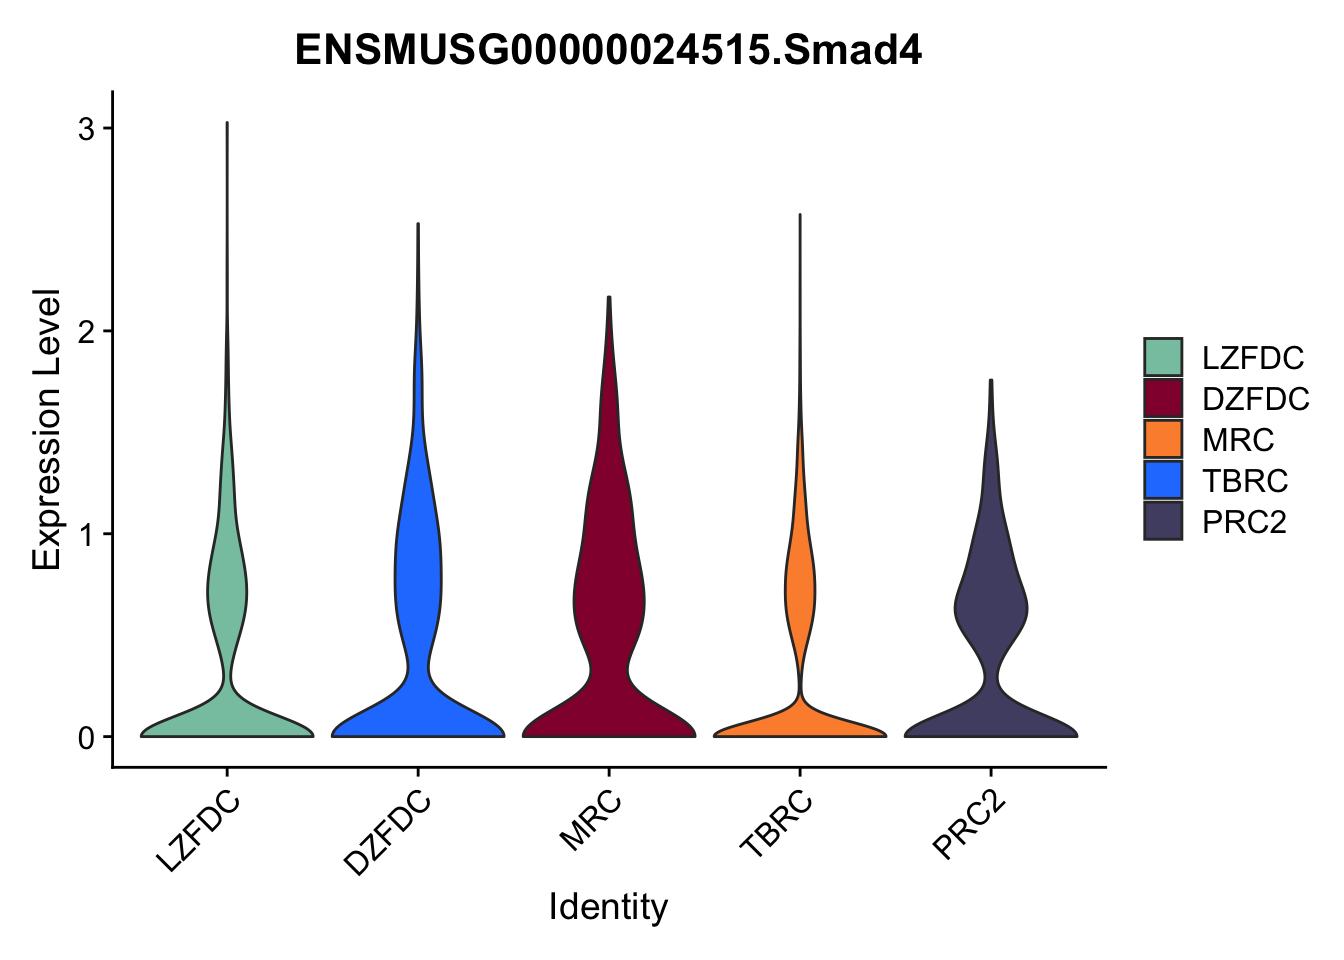 ENSMUSG00000024515.Smad4
Expression Level
3
2
1
0
LZFDC
DZFDC
MRC
TBRC
PRC2
Identity
LZFDC
DZFDC
MRC
TBRC
PRC2